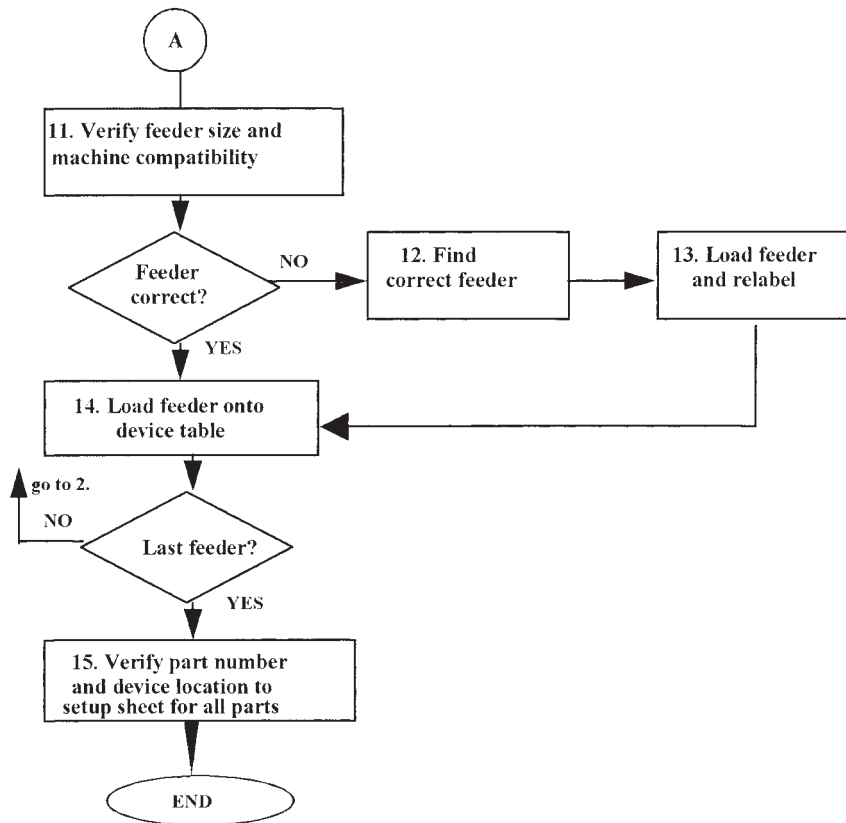 A
11. Verify feeder size and
machine compatibility
Feeder
correct?
NO
12. Find
correct feeder
13. Load feeder
and relabel
YES
14. Load feeder onto
device table
go to 2.
NO
Last feeder?
YES
15. Verify part number
and device location to
setup sheet for all parts
END